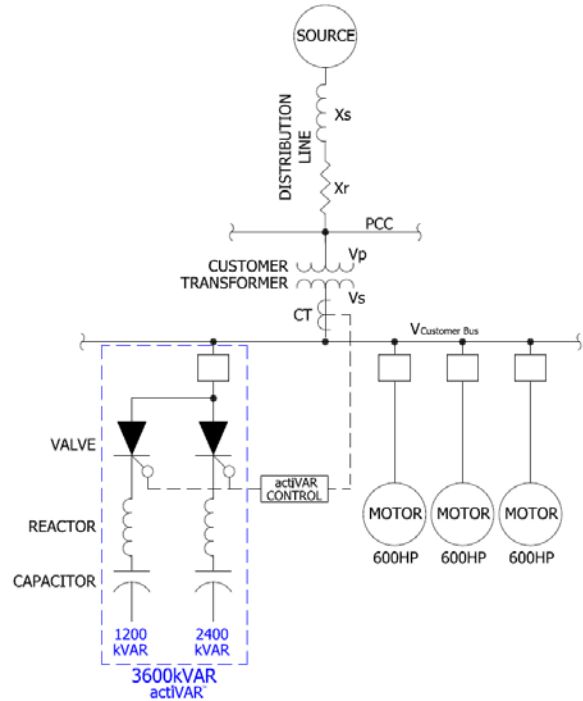 SOURCE
DISTRIBUTION
LINE
Xs
Xr
PCC
CUSTOMER
TRANSFORMER
Vp
Vs
CT
VCustomer Bus
VALVE
actiVAR
CONTROL
REACTOR
CAPACITOR
MOTOR MOTOR MOTOR
600HP 600HP 600HP
1200
kVAR
2400
kVAR
3600kVAR
actiVAR™